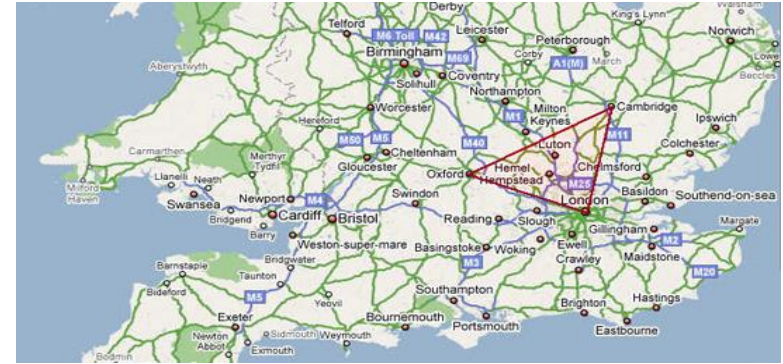 Derby
King's Lynn
Walsham
Telford
M6 Toll
M42
Leicester
Peterborough
Norwich
Birmingham
M69
Corby
A1(M)
March
Lowe
Aberystwyth
Solihull
Coventry
Beccles
Northampton
Cambridge
Worcester
Milton
Keynes
M1
Ipswich
Hereford
M50
M5
M40
Luton
M11
Colchester
Carmarthen
Merthyr
Tydfil
Cheltenham
Gloucester
Oxford
Hemel
Hempstead
Chelmsford
Milford
Haven
Llanelli
Neath
M25
Basildon
Swansea
Newport
M4
Swindon
London
Southend-on-sea
Bridgend
Cardiff
Bristol
Reading
Slough
Gillingham
Margate
Barry
Weston-super-mare
Basingstoke
Woking
Ewell
M2
Maidstone
Bridgwater
M3
Crawley
M20
Barnstaple
Taunton
Bideford
Southampton
M5
Yeovil
Brighton
Hastings
Exeter
Bournemouth
Portsmouth
Eastbourne
Newton
Abbot
Sidmouth
Weymouth
Exmouth
Bodmin